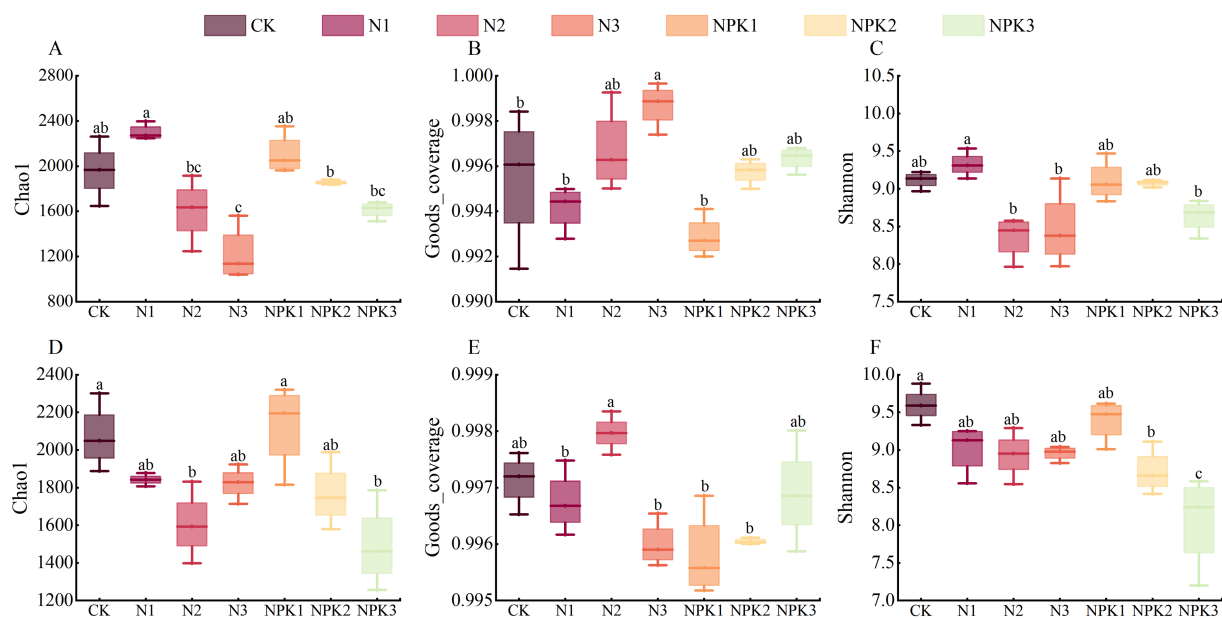 CK N1 N2 N3 NPK1 NPK2 NPK3
A
Chao1
2800
2400
2000
1600
1200
800
ab a bc c ab b bc
CK N1 N2 N3 NPK1 NPK2 NPK3
B
Goods_coverage
1.000
0.998
0.996
0.994
0.992
0.990
b b ab a b ab ab
CK N1 N2 N3 NPK1 NPK2 NPK3
C
Shannon
10.5
10.0
9.5
9.0
8.5
8.0
7.5
ab a b b ab ab b
CK N1 N2 N3 NPK1 NPK2 NPK3
D
Chao1
2400
2200
2000
1800
1600
1400
1200
a ab b ab a ab b
CK N1 N2 N3 NPK1 NPK2 NPK3
E
Goods_coverage
0.999
0.998
0.997
0.996
0.995
ab b a b b b ab
CK N1 N2 N3 NPK1 NPK2 NPK3
F
Shannon
10.0
9.5
9.0
8.5
8.0
7.5
7.0
a ab ab ab ab b c
CK N1 N2 N3 NPK1 NPK2 NPK3